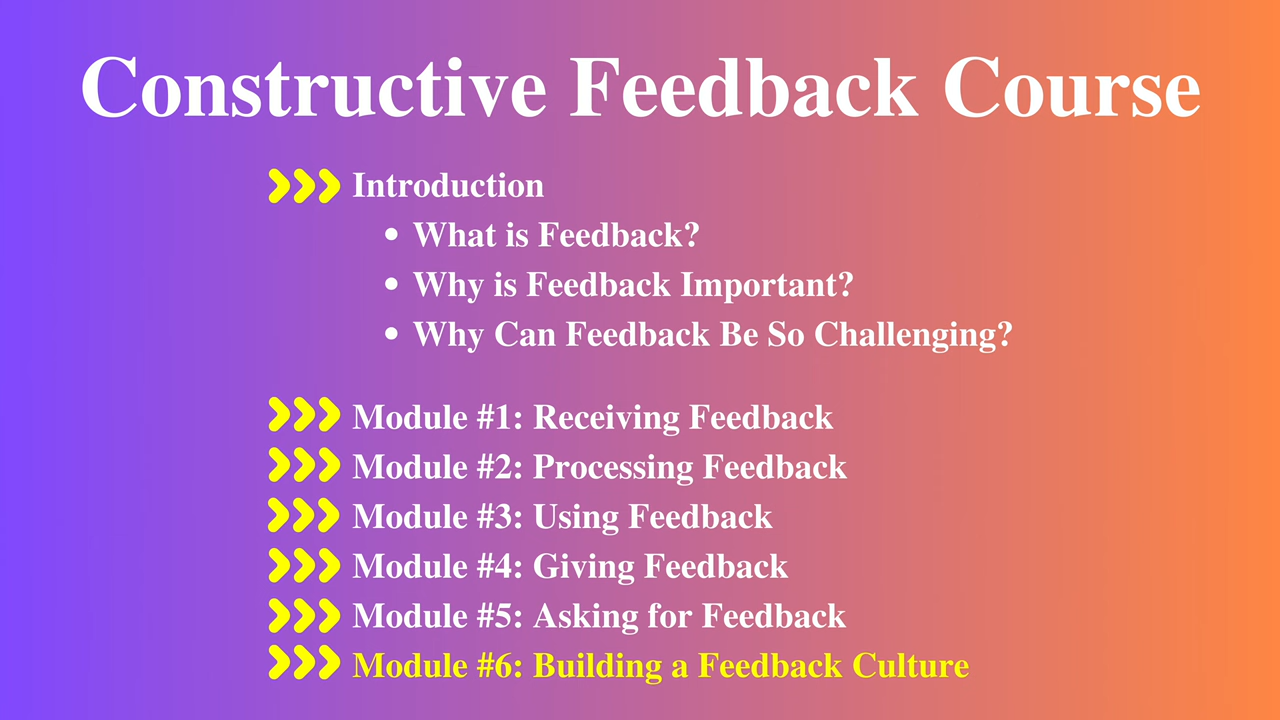 Constructive Feedback Course
Introduction
• What is Feedback?
• Why is Feedback Important?
• Why Can Feedback Be So Challenging?
Module #1: Receiving Feedback
Module #2: Processing Feedback
Module #3: Using Feedback
Module #4: Giving Feedback
Module #5: Asking for Feedback
Module #6: Building a Feedback Culture